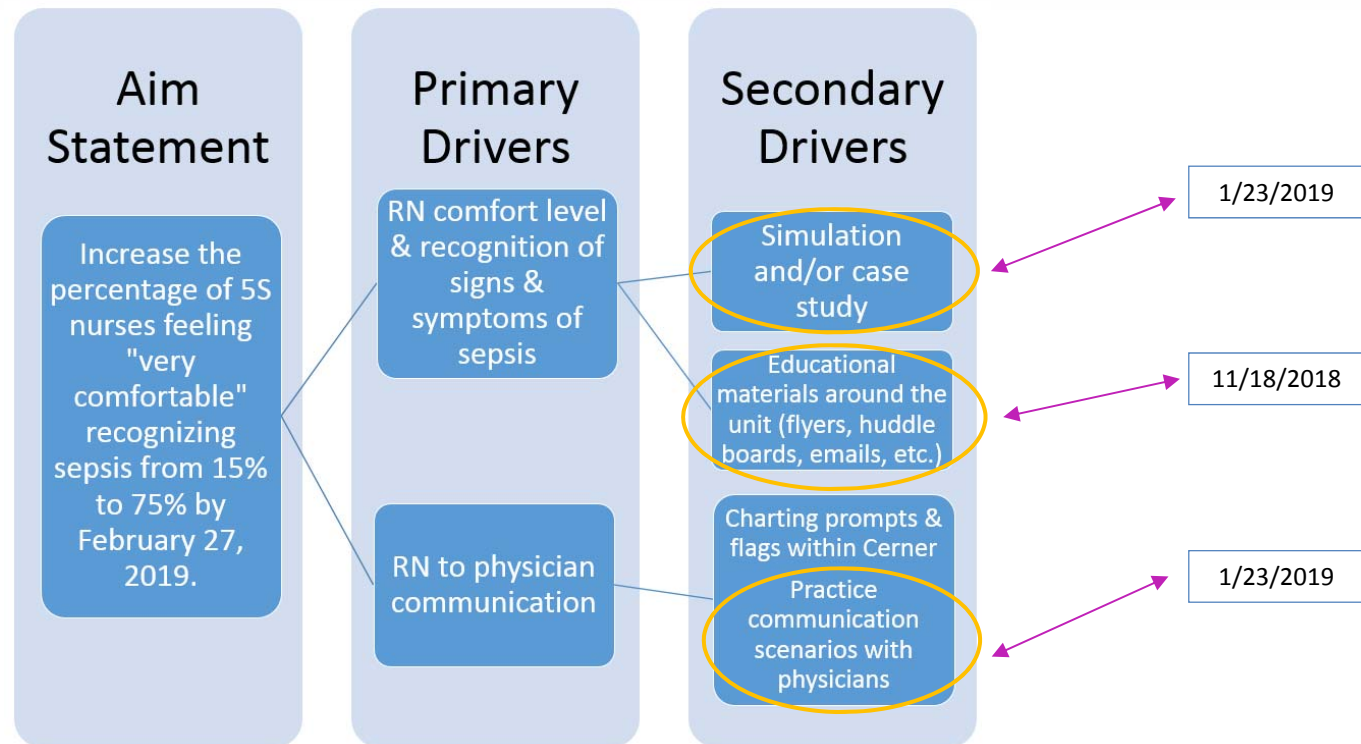 Aim
Statement
Increase the
percentage of 5S
nurses feeling
"very
comfortable"
recognizing
sepsis from 15%
to 75% by
February 27,
2019.
Primary
Drivers
RN comfort level
& recognition of
signs &
symptoms of
sepsis
RN to physician
communication
Secondary
Drivers
Simulation
and/or case
study
Educational
materials around the
unit (flyers, huddle
boards, emails, etc.)
Charting prompts &
flags within Cerner
Practice
communication
scenarios with
physicians
1/23/2019
11/18/2018
1/23/2019